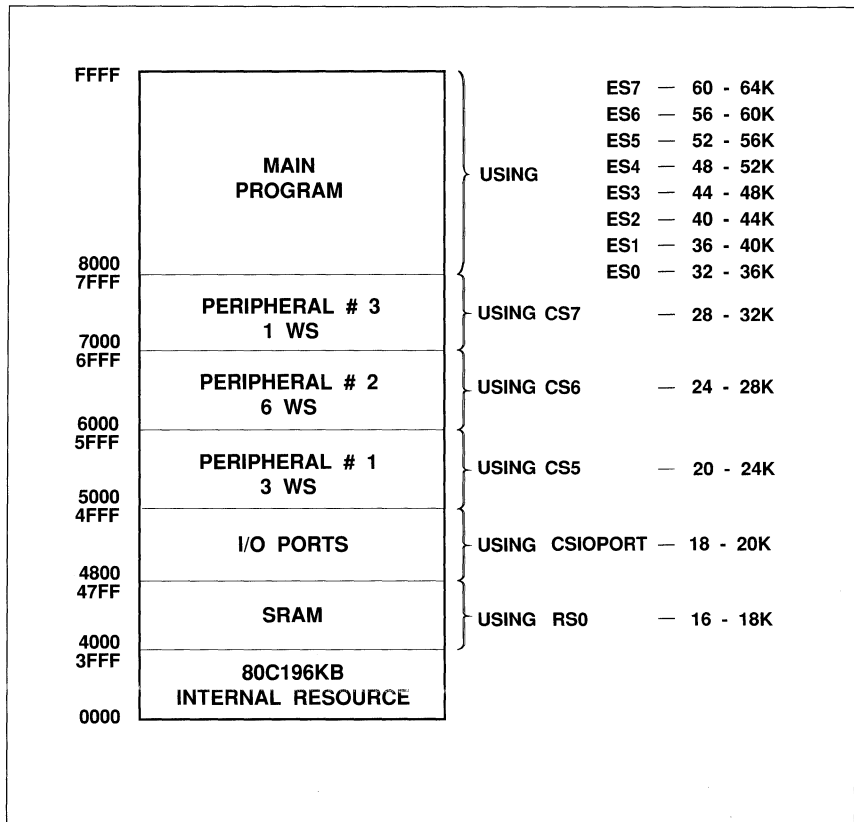 FFFF
MAIN
PROGRAM
USING
ES7 — 60 - 64K
ES6 — 56 - 60K
ES5 — 52 - 56K
ES4 — 48 - 52K
ES3 — 44 - 48K
ES2 — 40 - 44K
ES1 — 36 - 40K
ES0 — 32 - 36K
8000
7FFF
PERIPHERAL # 3
1 WS
USING CS7 — 28 - 32K
7000
6FFF
PERIPHERAL # 2
6 WS
USING CS6 — 24 - 28K
6000
5FFF
PERIPHERAL # 1
3 WS
USING CS5 — 20 - 24K
5000
4FFF
I/O PORTS
USING CSIOPORT — 18 - 20K
4800
47FF
SRAM
USING RS0 — 16 - 18K
4000
3FFF
80C196KB
INTERNAL RESOURCE
0000